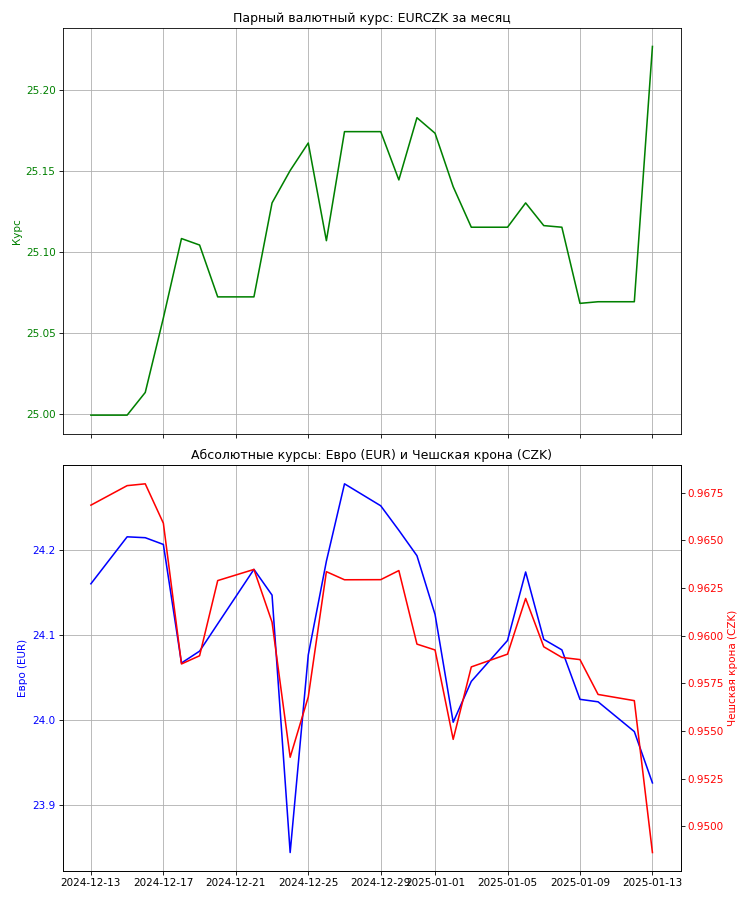 Парный валютный курс: EURCZK за месяц
25.20
25.15
25.10
25.05
25.00
Курс
Абсолютные курсы: Евро (EUR) и Чешская крона (CZK)
24.2
24.1
24.0
23.9
Евро (EUR)
0.9675
0.9650
0.9625
0.9600
0.9575
0.9550
0.9525
0.9500
Чешская крона (CZK)
2024-12-13 2024-12-17 2024-12-21 2024-12-25 2024-12-29 2025-01-01 2025-01-05 2025-01-09 2025-01-13